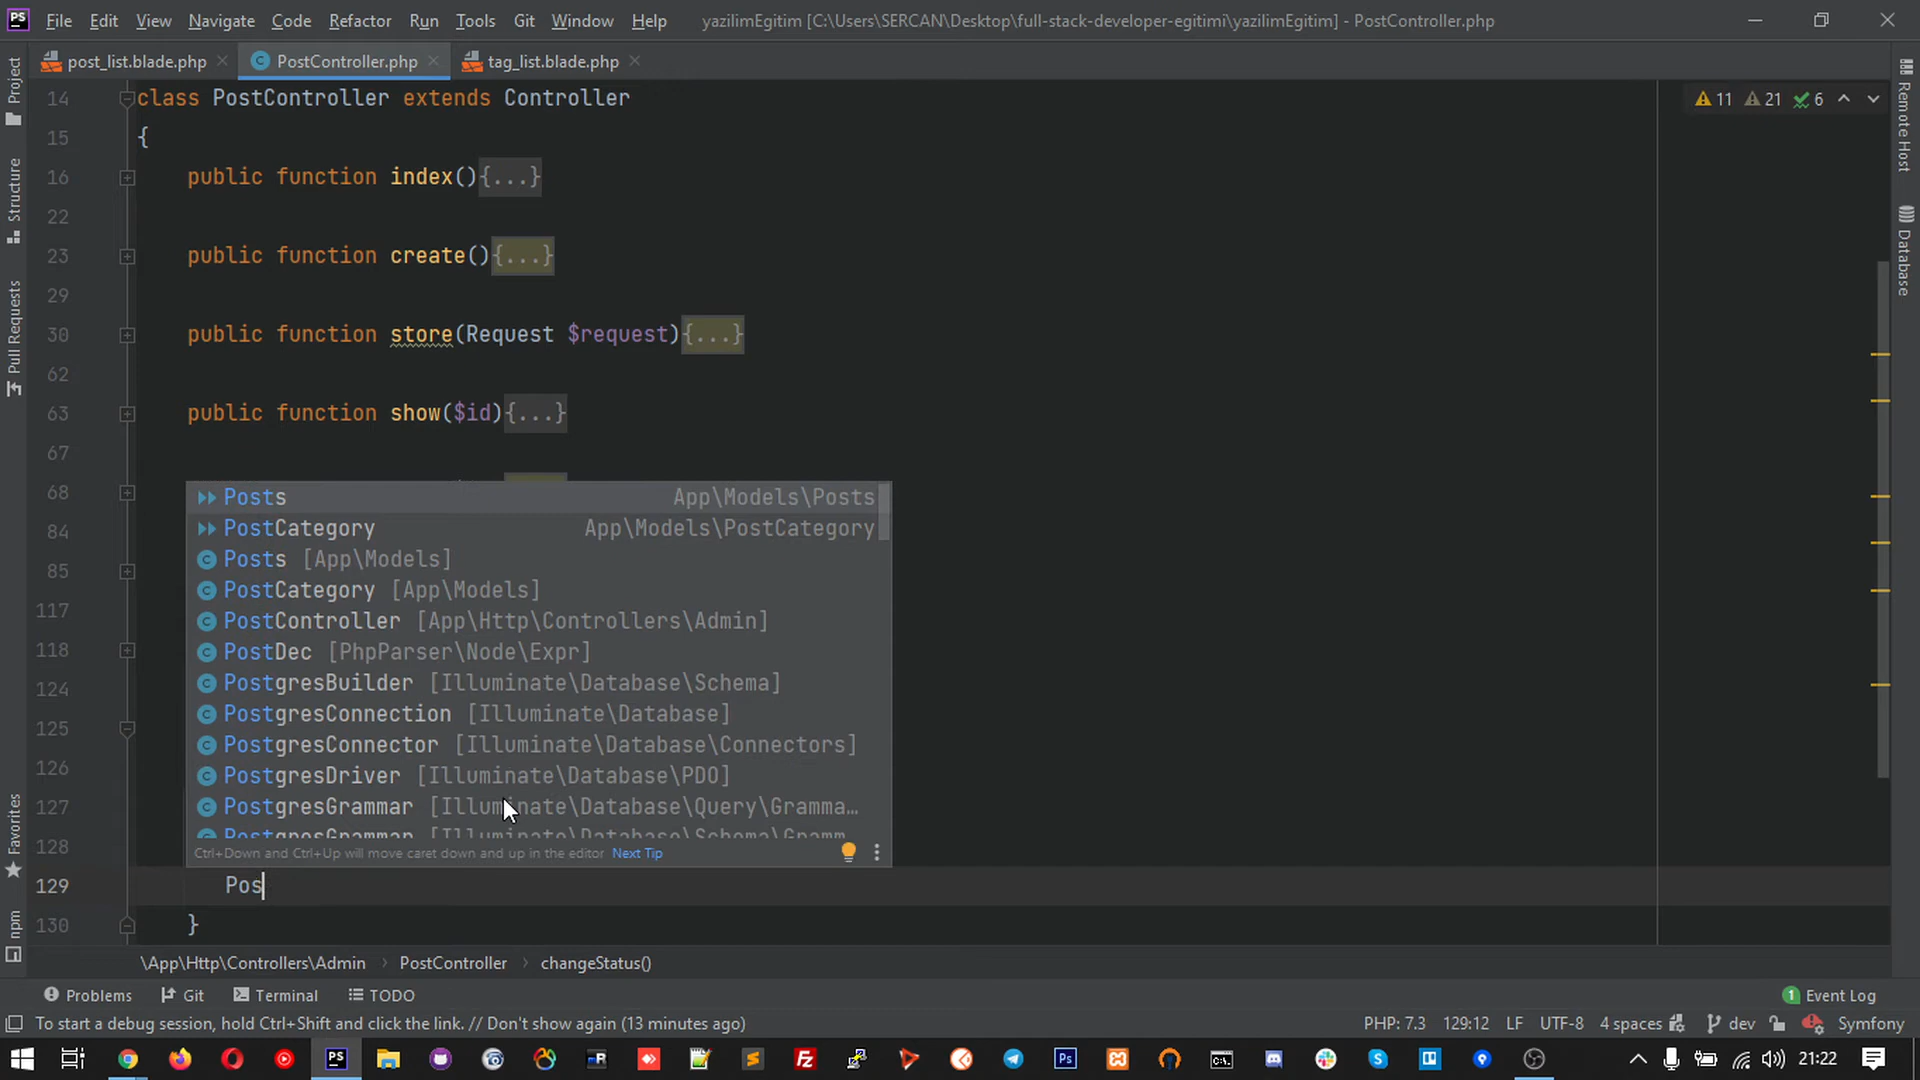 PS File Edit View Navigate Code Refactor Run Tools Git Window Help yazilimEgitim [C:\Users\SERCAN\Desktop\full-stack-developer-egitimi\yazilimEgitim] - PostController.php
post_list.blade.php PostController.php tag_list.blade.php
14 class PostController extends Controller
11 21 6
15 {
16 public function index(){...}
22
23 public function create(){...}
29
30 public function store(Request $request){...}
62
63 public function show($id){...}
67
68
84
85
117
118
124
125
126
127
128
Posts App\Models\Posts
PostCategory App\Models\PostCategory
Posts [App\Models]
PostCategory [App\Models]
PostController [App\Http\Controllers\Admin]
PostDec [PhpParser\Node\Expr]
PostgresBuilder [Illuminate\Database\Schema]
PostgresConnection [Illuminate\Database]
PostgresConnector [Illuminate\Database\Connectors]
PostgresDriver [Illuminate\Database\PDO]
PostgresGrammar [Illuminate\Database\Query\Gramma…
PostgresGrammar [Illuminate\Database\Schema\Gramm
Ctrl+Down and Ctrl+Up will move caret down and up in the editor Next Tip
129 Pos
130 }
\App\Http\Controllers\Admin PostController changeStatus()
Problems Git Terminal TODO 1 Event Log
To start a debug session, hold Ctrl+Shift and click the link. // Don't show again (13 minutes ago) PHP: 7.3 129:12 LF UTF-8 4 spaces dev Symfony
21:22
Project
Structure
Pull Requests
Favorites
npm
Remote Host
Database